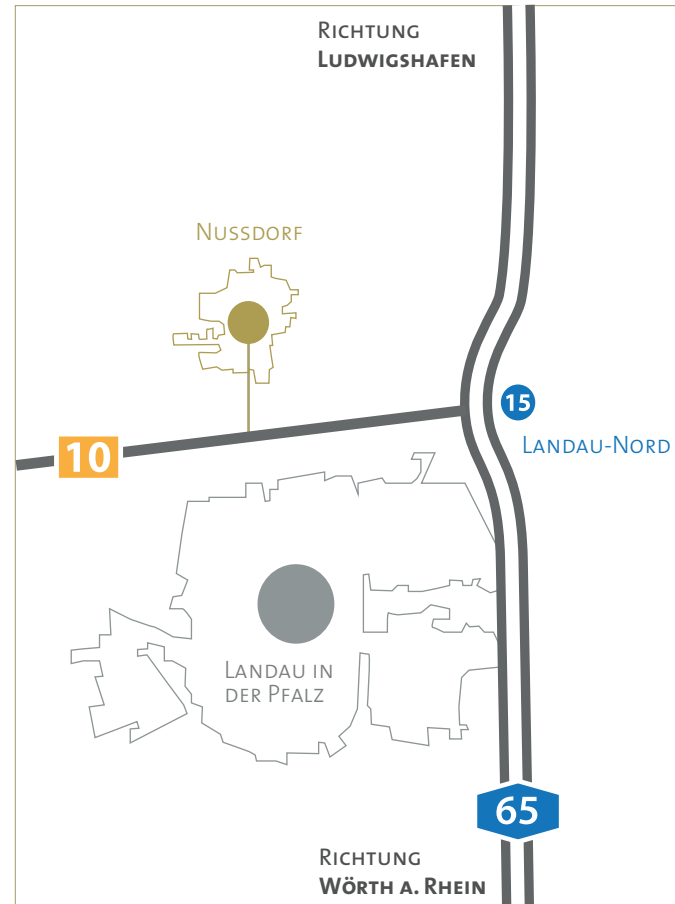 RICHTUNG
LUDWIGSHAFEN
NUSSDORF
15
LANDAU-NORD
10
LANDAU IN
DER PFALZ
65
RICHTUNG
WÖRTH A. RHEIN